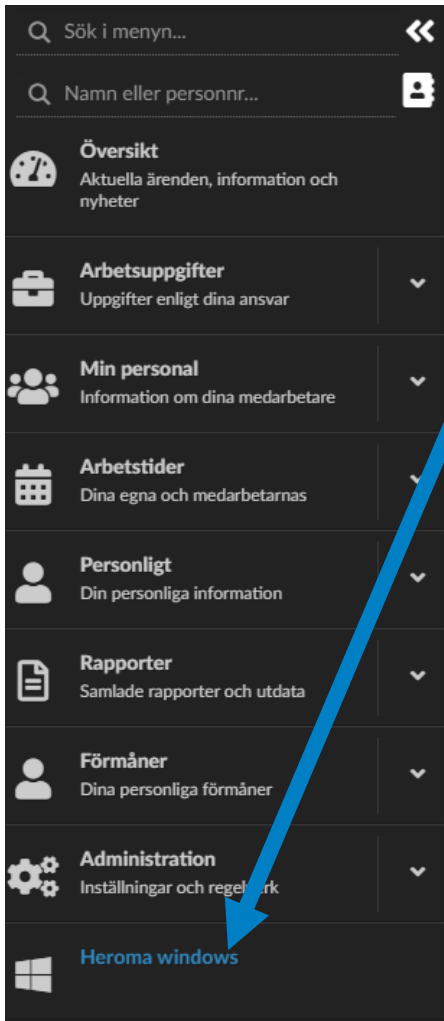 Sök i menyn...
Namn eller personnr...
Översikt
Aktuella ärenden, information och
nyheter
Arbetsuppgifter
Uppgifter enligt dina ansvar
Min personal
Information om dina medarbetare
Arbetstider
Dina egna och medarbetarnas
Personligt
Din personliga information
Rapporter
Samlade rapporter och utdata
Förmåner
Dina personliga förmåner
Administration
Inställningar och
Heroma windows